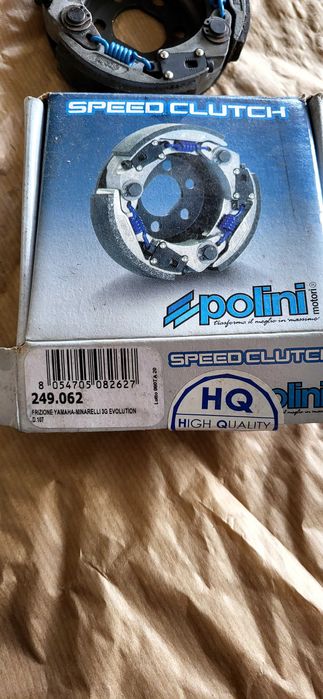 SPEED CLUTCH
polini
motori®
trasforma il meglio in massimo
SPEED CLUTCH
8 054705 082627
249.062
FRIZIONE YAMAHA-MINARELLI 3G EVOLUTION
D.107
HQ
HIGH QUALITY
olini